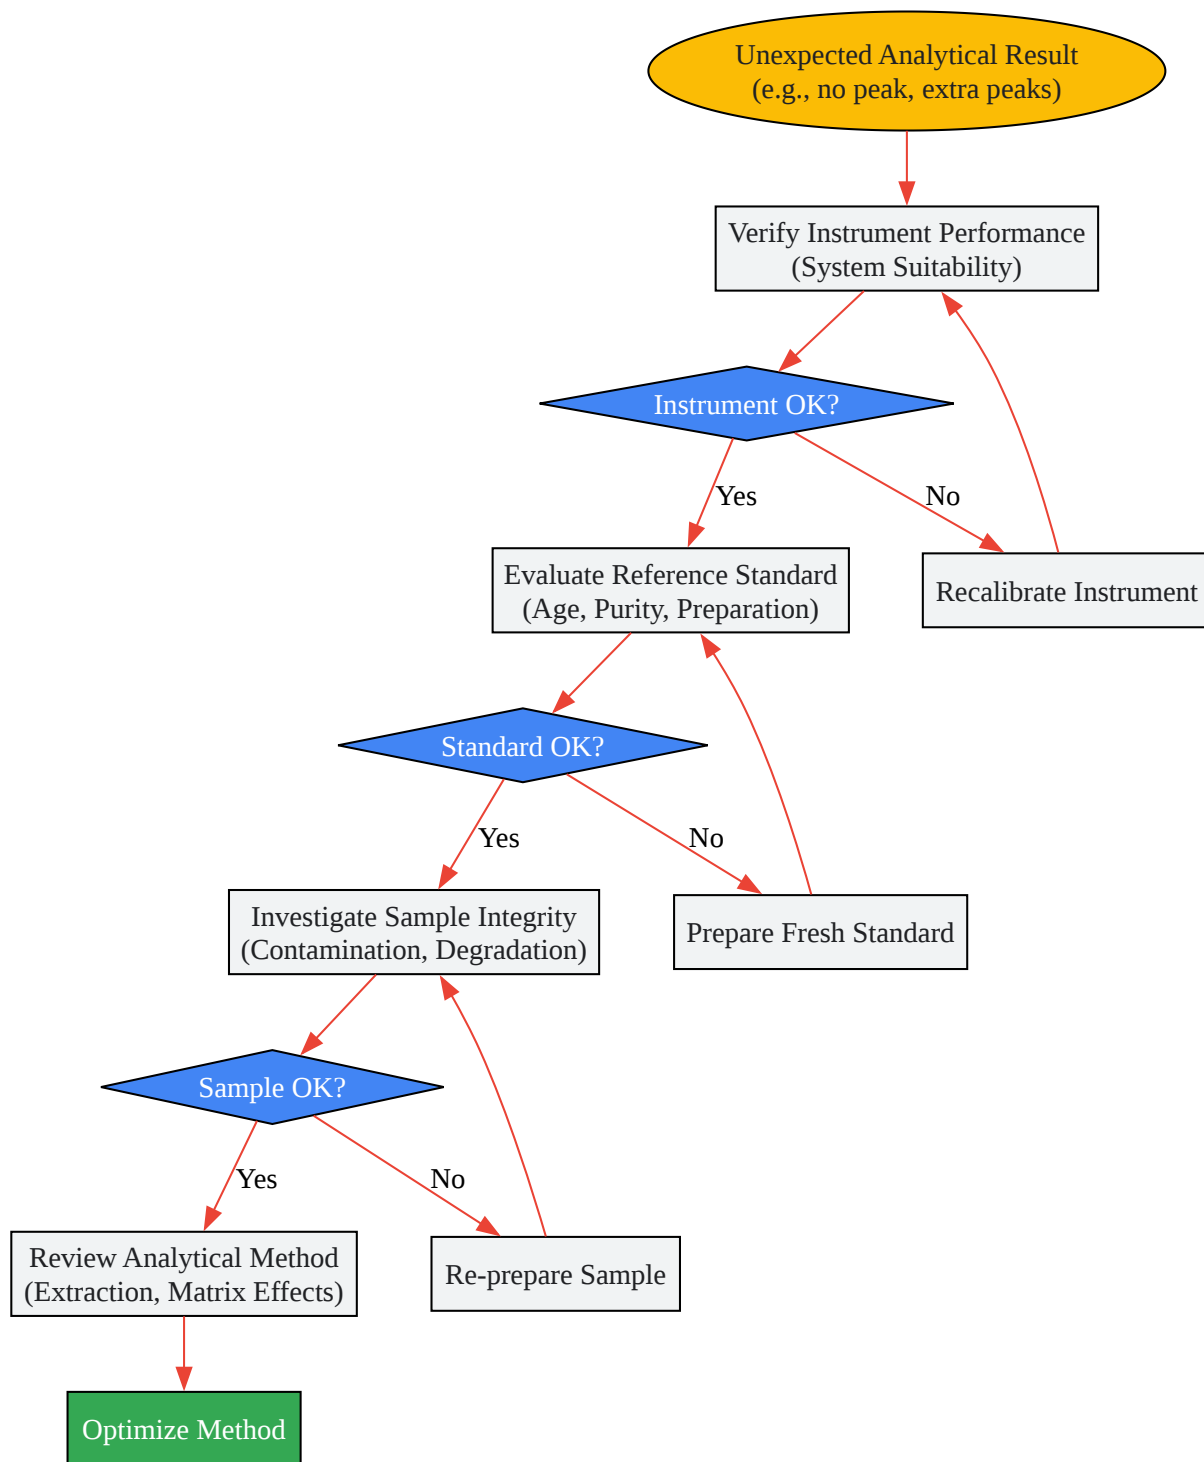 Unexpected Analytical Result
(e.g., no peak, extra peaks)
Verify Instrument Performance
(System Suitability)
Instrument OK?
Yes
No
Evaluate Reference Standard
(Age, Purity, Preparation)
Recalibrate Instrument
Standard OK?
Yes
No
Investigate Sample Integrity
(Contamination, Degradation)
Prepare Fresh Standard
Sample OK?
Yes
No
Review Analytical Method
(Extraction, Matrix Effects)
Re-prepare Sample
Optimize Method